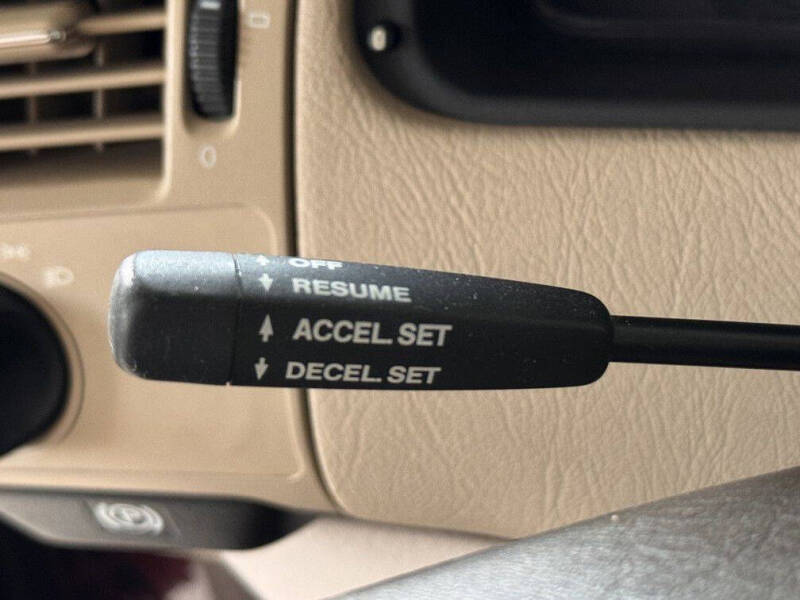 OFF
RESUME
ACCEL. SET
DECEL. SET
P